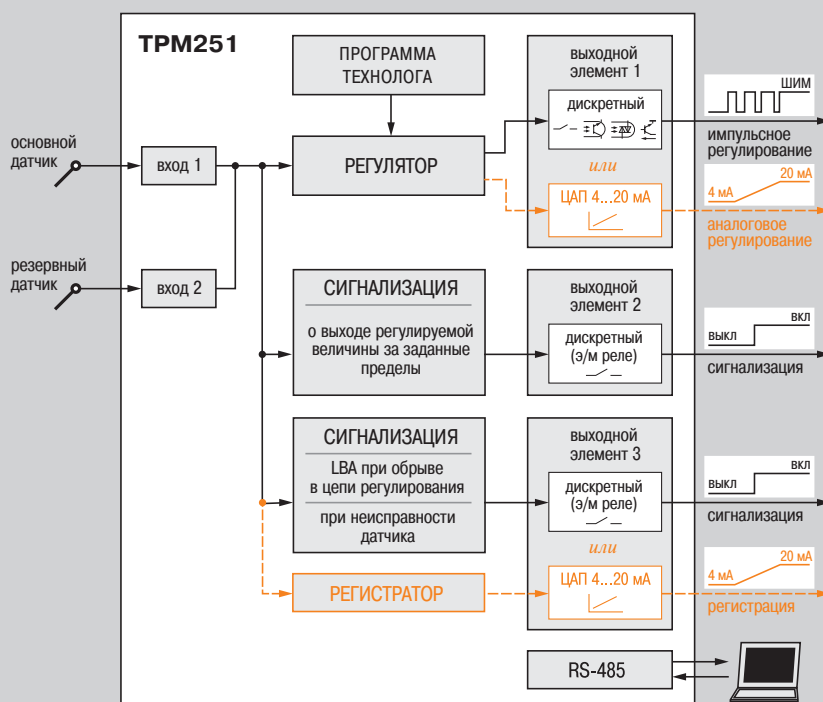 ТРМ251
ПРОГРАММА
ТЕХНОЛОГА
выходной
элемент 1
ШИМ
дискретный
импульсное
регулирование
основной
датчик
вход 1
РЕГУЛЯТОР
или
ЦАП 4...20 мА
4 мА
20 мА
аналоговое
регулирование
резервный
датчик
вход 2
СИГНАЛИЗАЦИЯ
о выходе регулируемой
величины за заданные
пределы
выходной
элемент 2
дискретный
(э/м реле)
выкл
вкл
сигнализация
СИГНАЛИЗАЦИЯ
LBA при обрыве
в цепи регулирования
при неисправности
датчика
выходной
элемент 3
дискретный
(э/м реле)
выкл
вкл
сигнализация
или
РЕГИСТРАТОР
ЦАП 4...20 мА
4 мА
20 мА
регистрация
RS-485